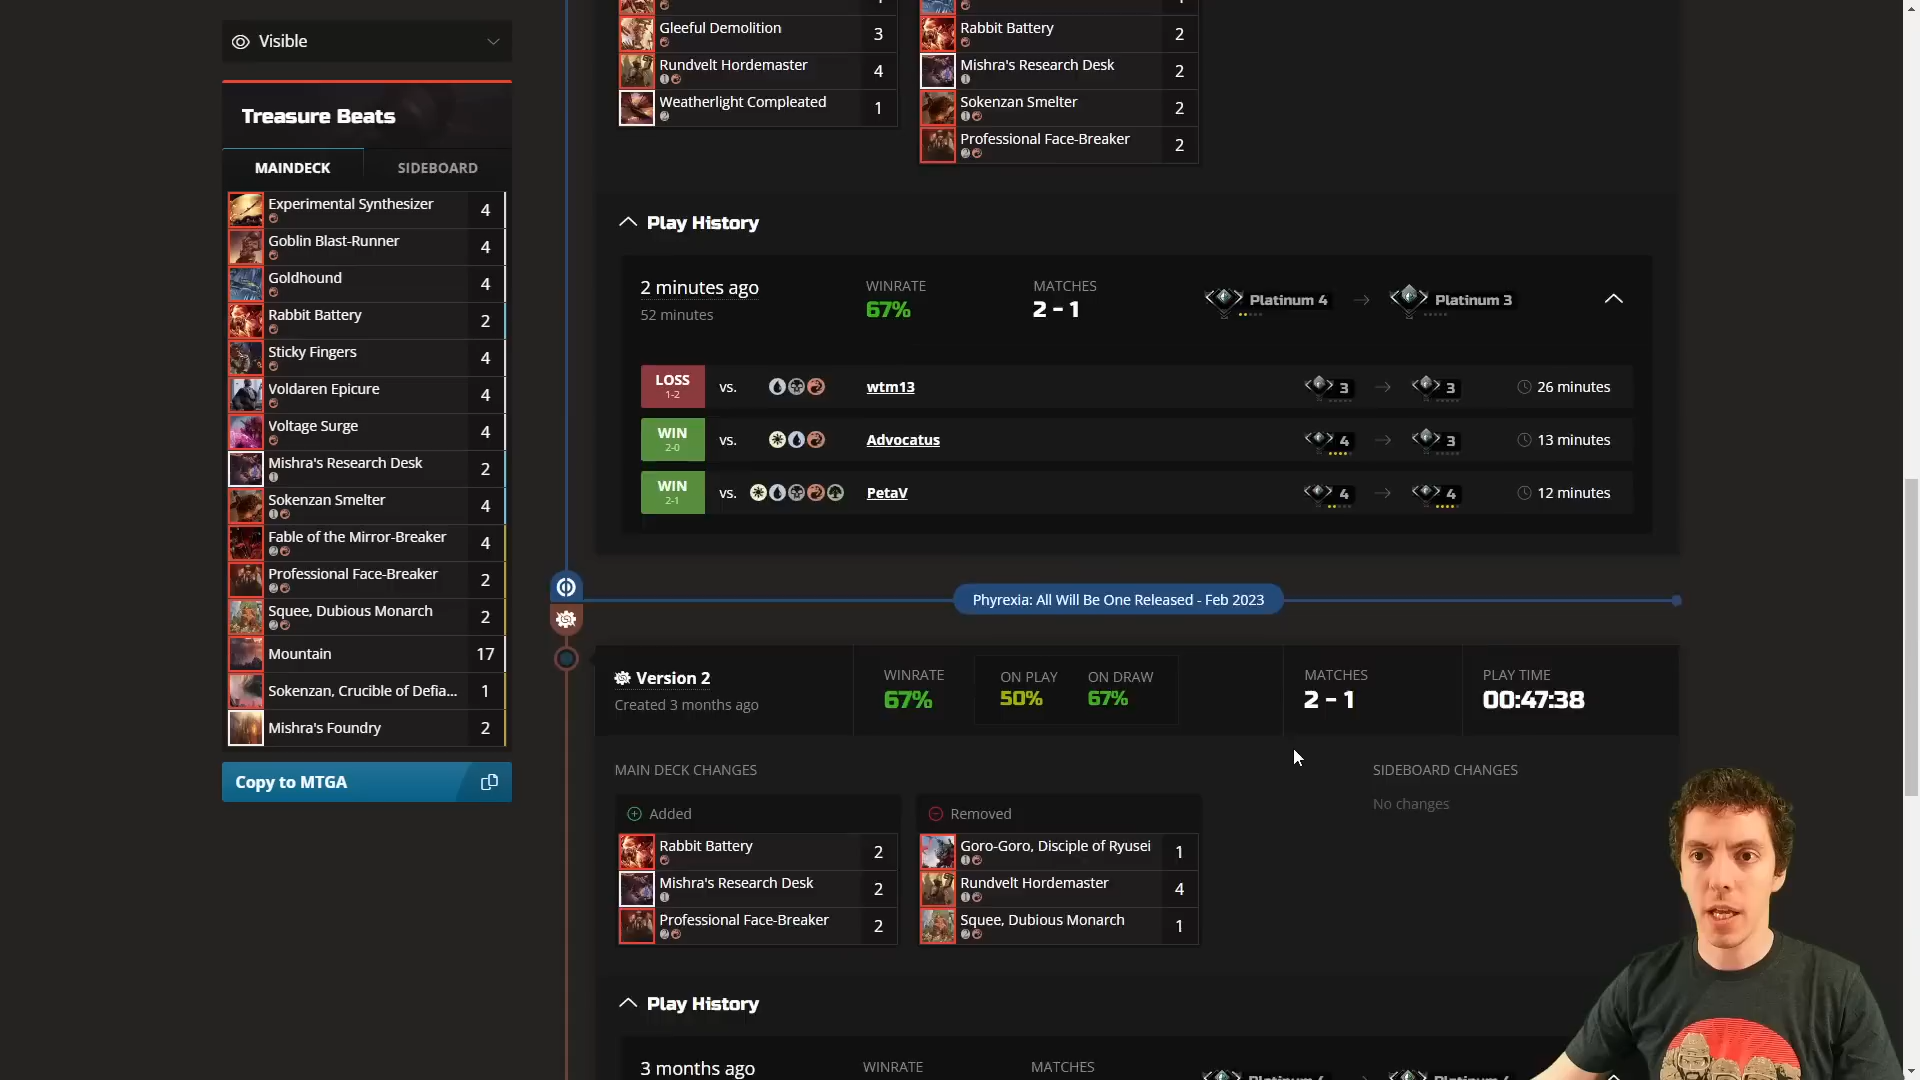 Visible
Treasure Beats
MAINDECK
SIDEBOARD
Experimental Synthesizer 4
Goblin Blast-Runner 4
Goldhound 4
Rabbit Battery 2
Sticky Fingers 4
Voldaren Epicure 4
Voltage Surge 4
Mishra's Research Desk 2
Sokenzan Smelter 4
Fable of the Mirror-Breaker 4
Professional Face-Breaker 2
Squee, Dubious Monarch 2
Mountain 17
Sokenzan, Crucible of Defia... 1
Mishra's Foundry 2
Copy to MTGA
Gleeful Demolition 3
Rundvelt Hordemaster 4
Weatherlight Compleated 1
Rabbit Battery 2
Mishra's Research Desk 2
Sokenzan Smelter 2
Professional Face-Breaker 2
Play History
2 minutes ago
52 minutes
WINRATE
67%
MATCHES
2 - 1
Platinum 4
Platinum 3
LOSS
1-2
vs.
wtm13
3
3
26 minutes
WIN
2-0
vs.
Advocatus
4
3
13 minutes
WIN
2-1
vs.
PetaV
4
4
12 minutes
Phyrexia: All Will Be One Released - Feb 2023
Version 2
Created 3 months ago
WINRATE
67%
ON PLAY
50%
ON DRAW
67%
MATCHES
2 - 1
PLAY TIME
00:47:38
MAIN DECK CHANGES
SIDEBOARD CHANGES
No changes
Added
Rabbit Battery 2
Mishra's Research Desk 2
Professional Face-Breaker 2
Removed
Goro-Goro, Disciple of Ryusei 1
Rundvelt Hordemaster 4
Squee, Dubious Monarch 1
Play History
3 months ago
WINRATE
MATCHES